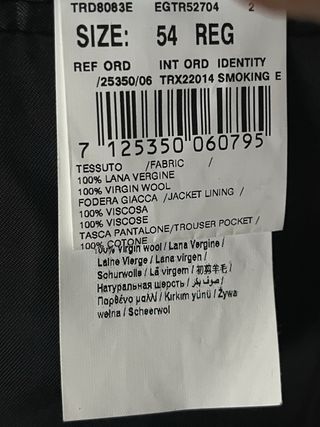 TRD8083E EGTR52704 2
SIZE: 54 REG
REF ORD INT ORD IDENTITY
/25350/06 TRX22014 SMOKING E
7 125350 060795
TESSUTO /FABRIC /
100% LANA VERGINE
100% VIRGIN WOOL
FODERA GIACCA /JACKET LINING /
100% VISCOSA
100% VISCOSE
TASCA PANTALONE/TROUSER POCKET /
100% COTONE
100% Virgin wool / Lana Vergine /
Laine Vierge / Lana virgen /
Schurwolle / Lã virgem / 初剪羊毛 /
Натуральная шерсть / صوف بكر /
Παρθένο μαλλί / Kırkım yünü / Żywa
wełna / Scheerwol